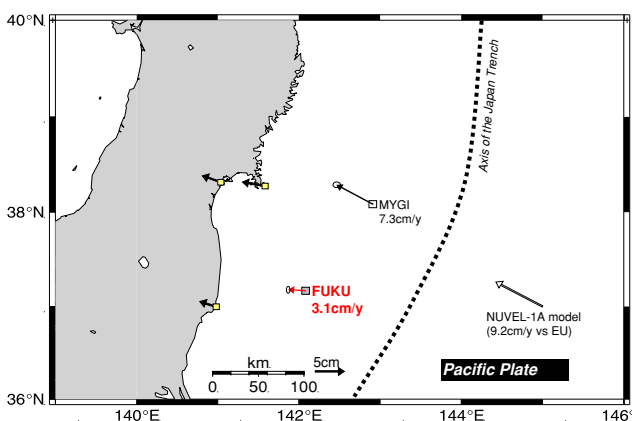 40°N
Axis of the Japan Trench
38°N
MYGI
7.3cm/y
FUKU
3.1cm/y
NUVEL-1A model
(9.2cm/y vs EU)
km.
5cm
0.
50.
100.
Pacific Plate
36°N
140°E
142°E
144°E
146°